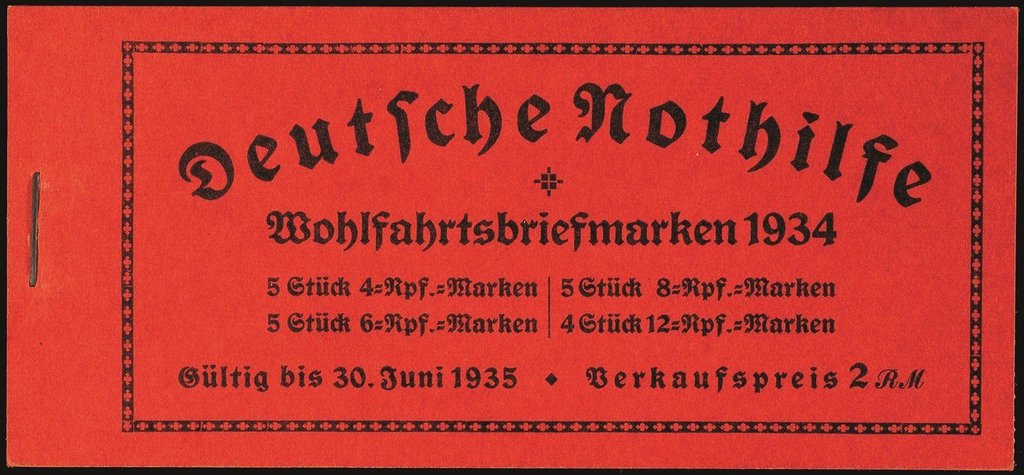 Deutsche Nothilfe
Wohlfahrtsbriefmarken 1934
5 Stück 4=Rpf.=Marken | 5 Stück 8=Rpf.=Marken
5 Stück 6=Rpf.=Marken | 4 Stück 12=Rpf.=Marken
Gültig bis 30. Juni 1935 ⬥ Verkaufspreis 2 RM